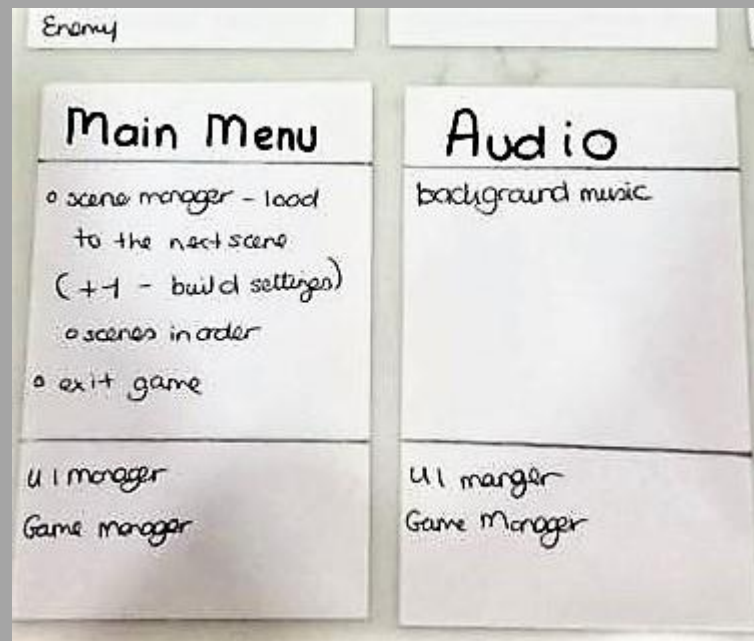 Enemy
Main Menu
o scene manager - load
to the next scene
(+1 - build settings)
o scenes in order
o exit game
UI manager
Game manager
Audio
background music
UI manger
Game Manager